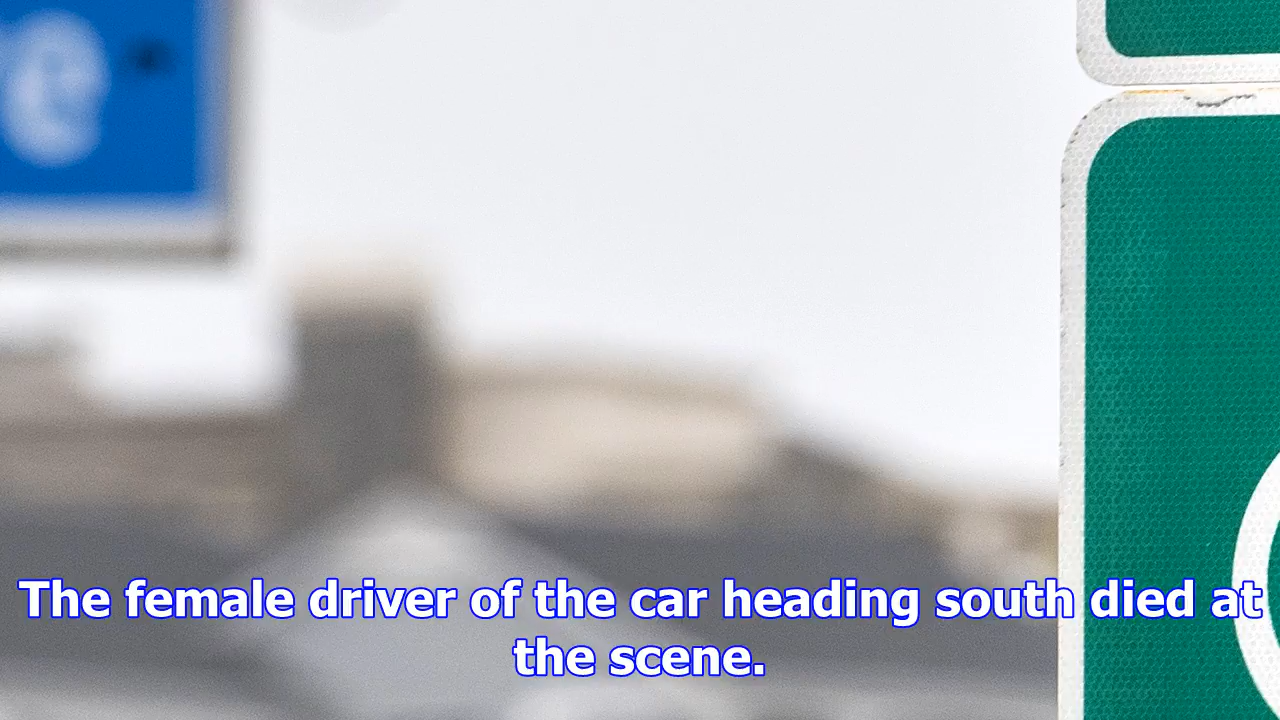 e
The female driver of the car heading south died at
the scene.